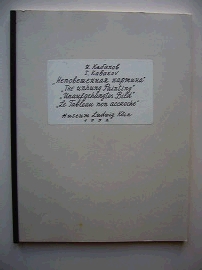 И. Кабаков
I. Kabakov
„Неповешенная картина"
„The unhung Painting"
„Unaufgehängtes Bild"
„Le Tableau non accroché"
Museum Ludwig Köln
1992